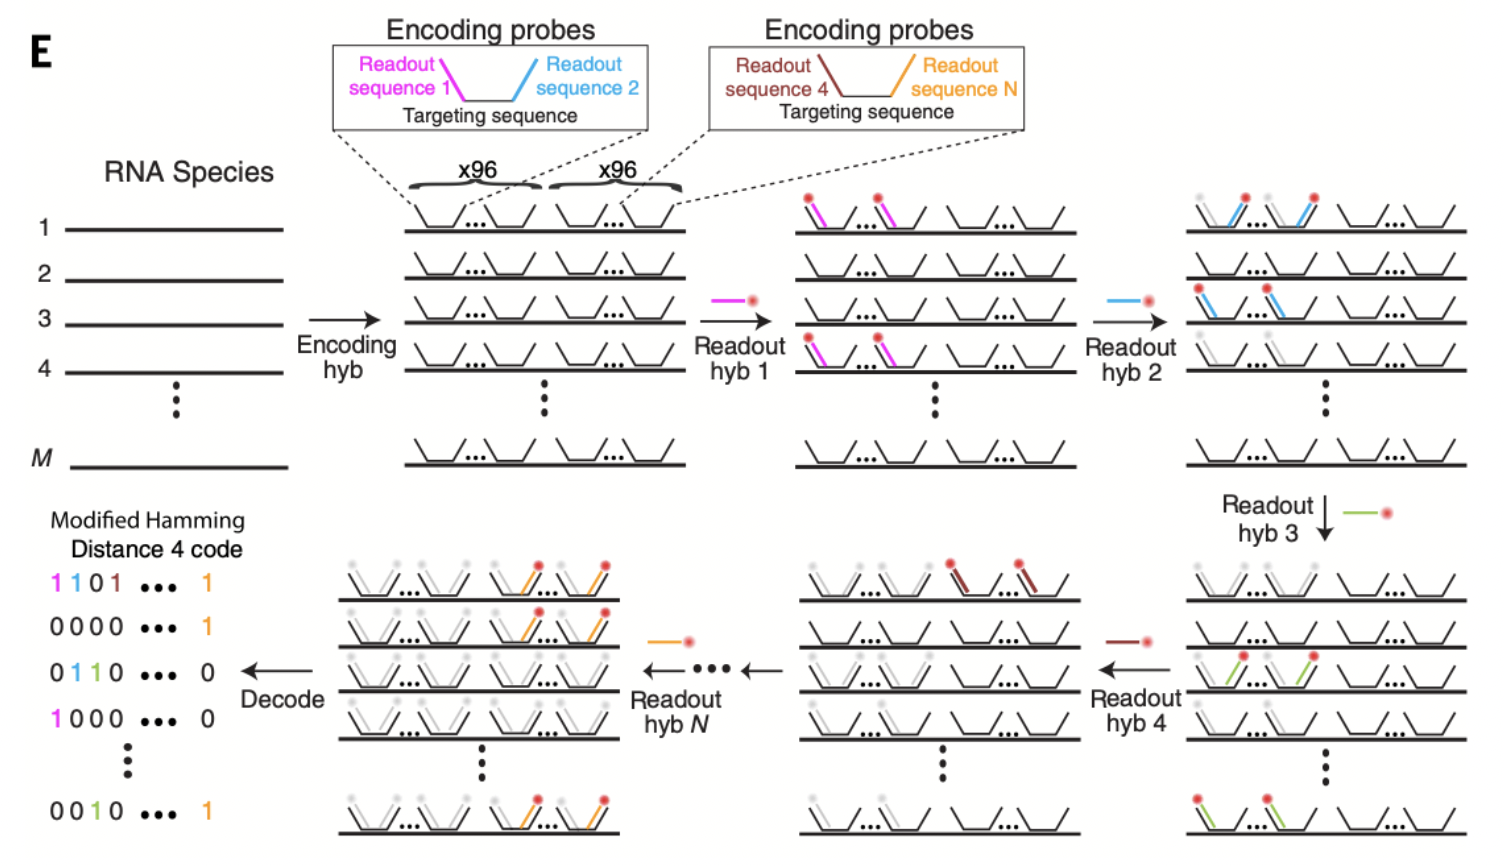 E
Encoding probes
Readout
sequence 1
Readout
sequence 2
Targeting sequence
Encoding probes
Readout
sequence 4
Readout
sequence N
Targeting sequence
RNA Species
x96
x96
1
2
3
4
M
Encoding
hyb
Readout
hyb 1
Readout
hyb 2
Readout
hyb 3
Readout
hyb 4
Readout
hyb N
Decode
Modified Hamming
Distance 4 code
1 1 0 1 ••• 1
0 0 0 0 ••• 1
0 1 1 0 ••• 0
1 0 0 0 ••• 0
0 0 1 0 ••• 1